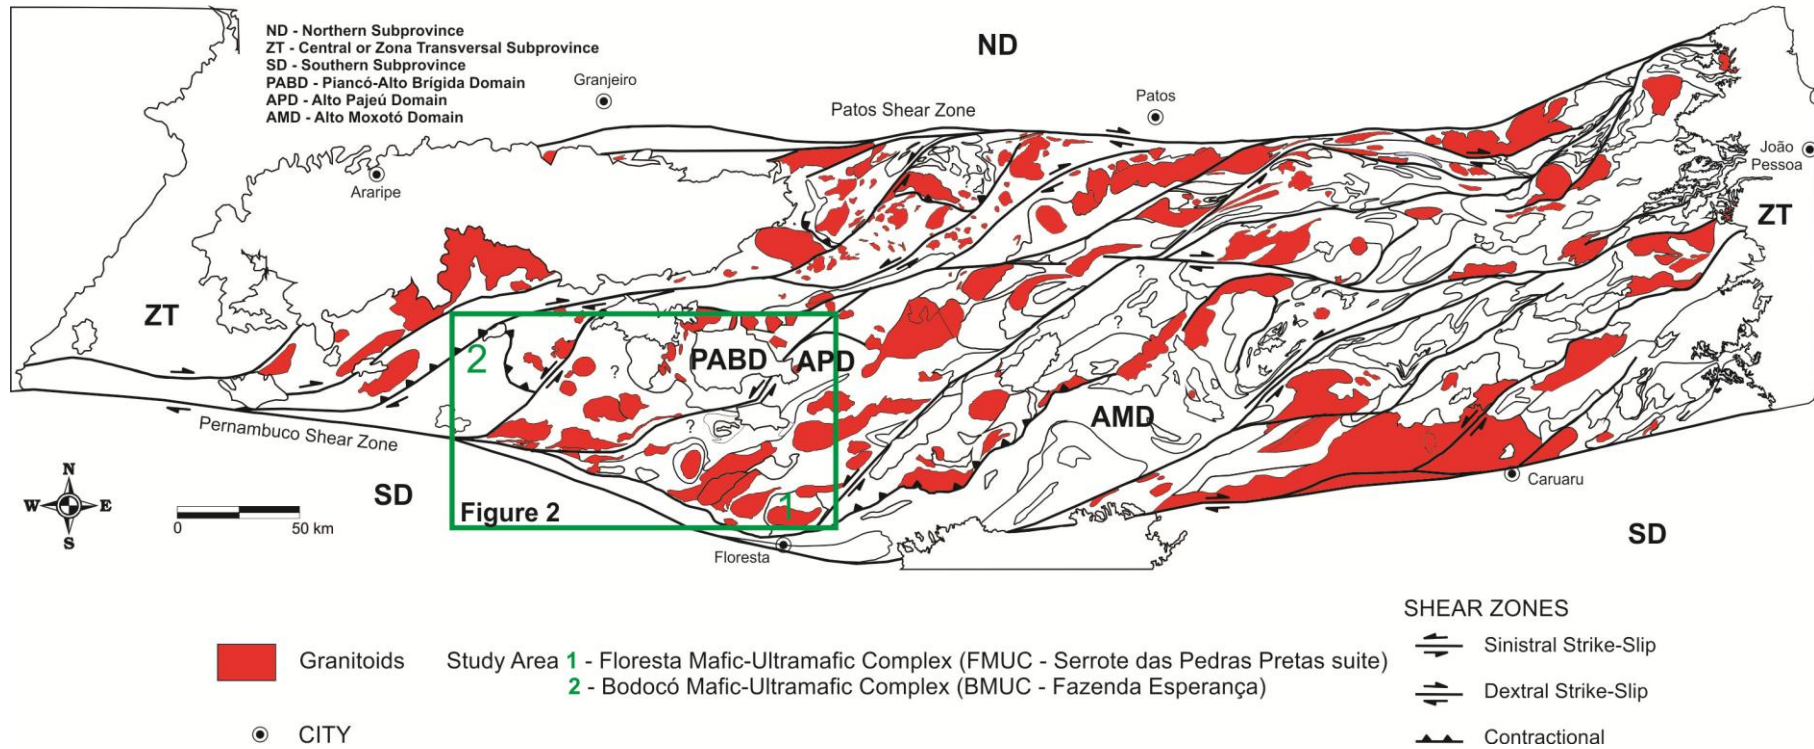 ND - Northern Subprovince
ZT - Central or Zona Transversal Subprovince
SD - Southern Subprovince
PABD - Piancó-Alto Brígida Domain
APD - Alto Pajeú Domain
AMD - Alto Moxotó Domain
ND
Granjeiro
Patos Shear Zone
Patos
João
Pessoa
Araripe
ZT
ZT
?
?
2
PABD
APD
?
AMD
?
Pernambuco Shear Zone
SD
Figure 2
1
Caruaru
SD
Floresta
N
W
E
S
0
50 km
SHEAR ZONES
Granitoids
Study Area 1 - Floresta Mafic-Ultramafic Complex (FMUC - Serrote das Pedras Pretas suite)
2 - Bodocó Mafic-Ultramafic Complex (BMUC - Fazenda Esperança)
Sinistral Strike-Slip
Dextral Strike-Slip
CITY
Contractional